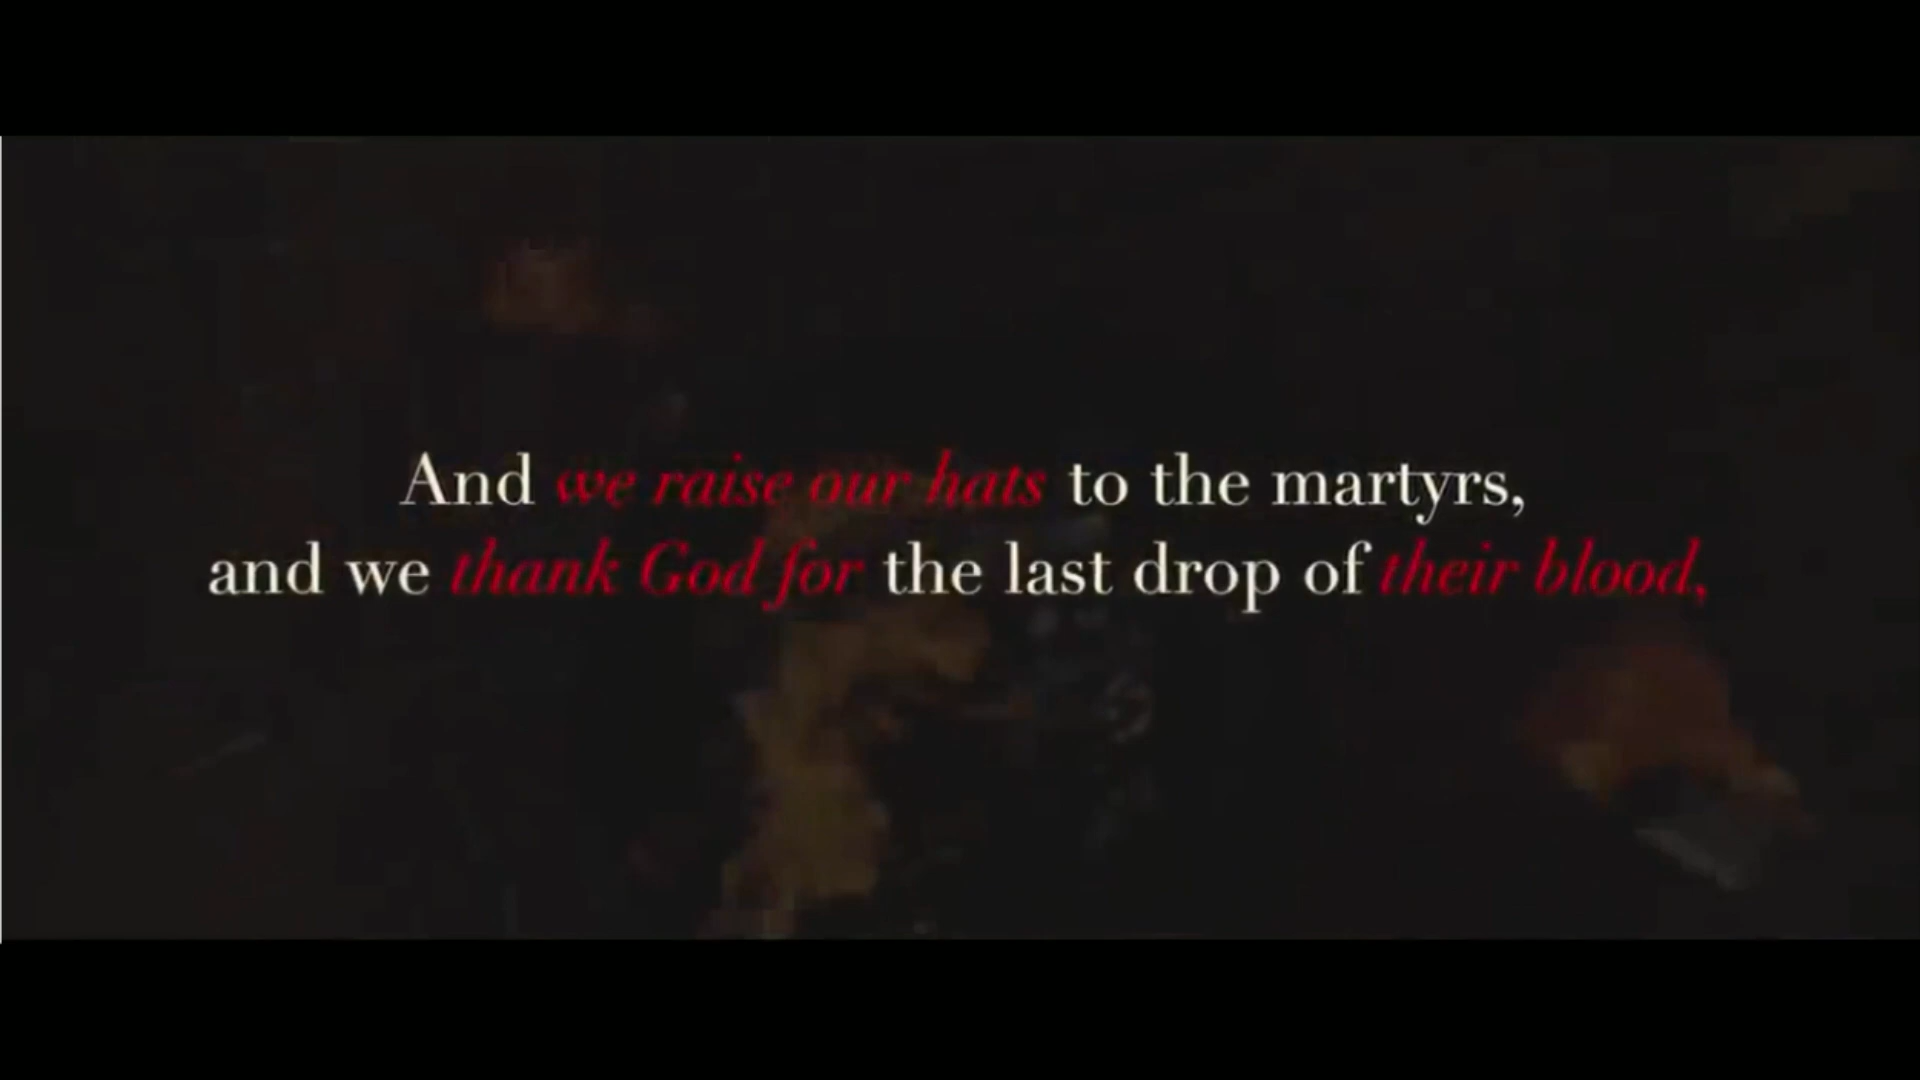 And we raise our hats to the martyrs,
and we thank God for the last drop of their blood,